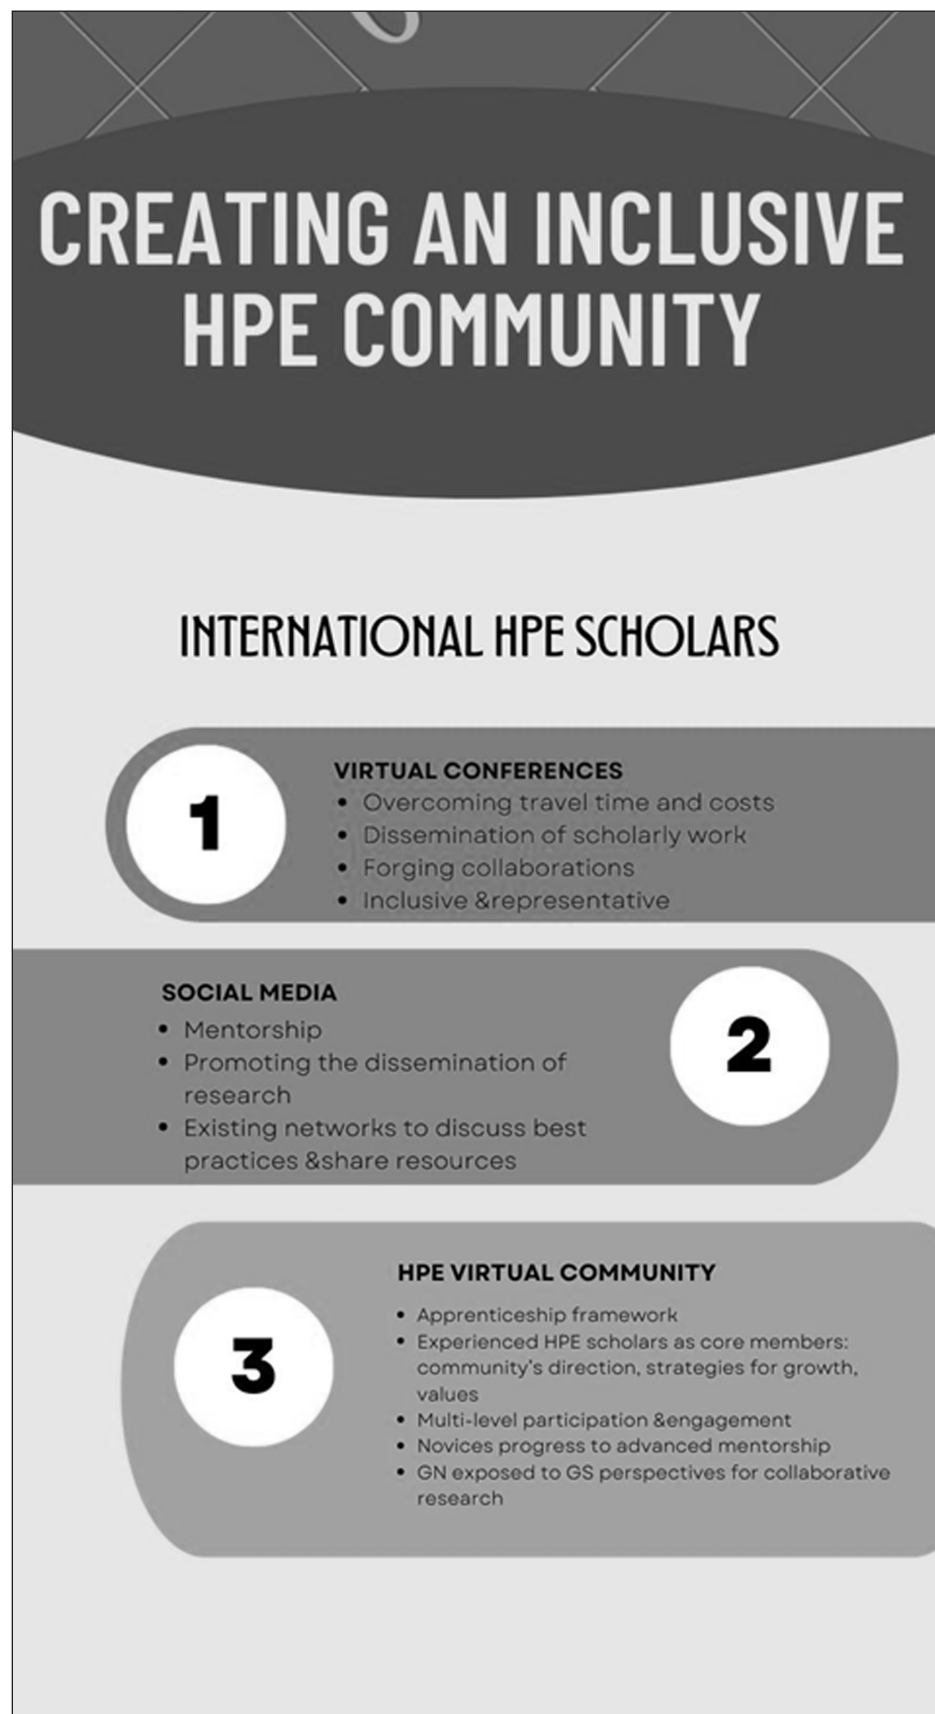 CREATING AN INCLUSIVE
HPE COMMUNITY
INTERNATIONAL HPE SCHOLARS
1
VIRTUAL CONFERENCES
• Overcoming travel time and costs
• Dissemination of scholarly work
• Forging collaborations
• Inclusive &representative
SOCIAL MEDIA
• Mentorship
• Promoting the dissemination of
research
• Existing networks to discuss best
practices &share resources
2
3
HPE VIRTUAL COMMUNITY
• Apprenticeship framework
• Experienced HPE scholars as core members:
community's direction, strategies for growth,
values
• Multi-level participation &engagement
• Novices progress to advanced mentorship
• GN exposed to GS perspectives for collaborative
research